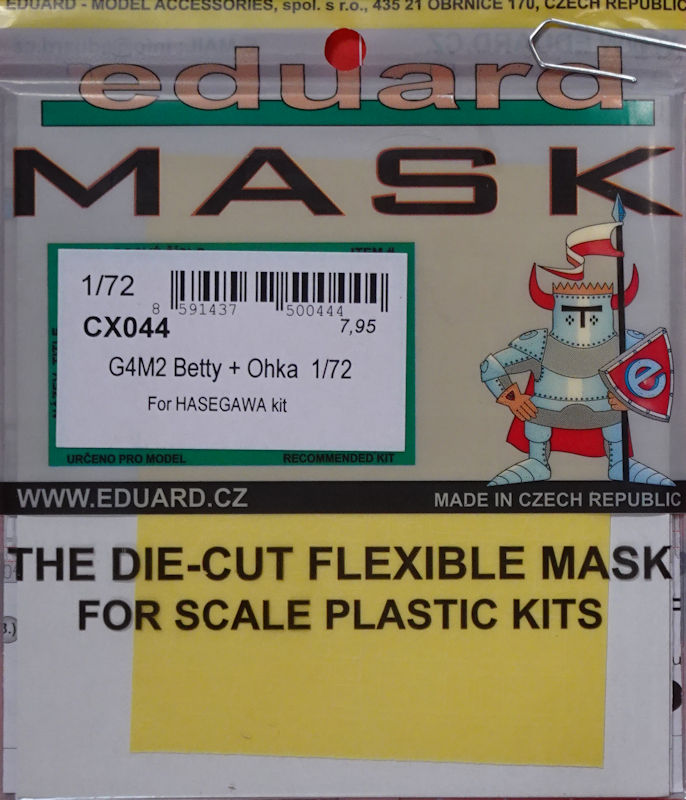 EDUARD - MODEL ACCESSORIES, spol. s r.o., 435 21 OBRNICE 170, CZECH REPUBLIC
eduard
MASK
ITEM #
1/72
8 591437 500444
CX044 7,95
G4M2 Betty + Ohka 1/72
For HASEGAWA kit
URČENO PRO MODEL RECOMMENDED KIT
e
WWW.EDUARD.CZ MADE IN CZECH REPUBLIC
THE DIE-CUT FLEXIBLE MASK
FOR SCALE PLASTIC KITS